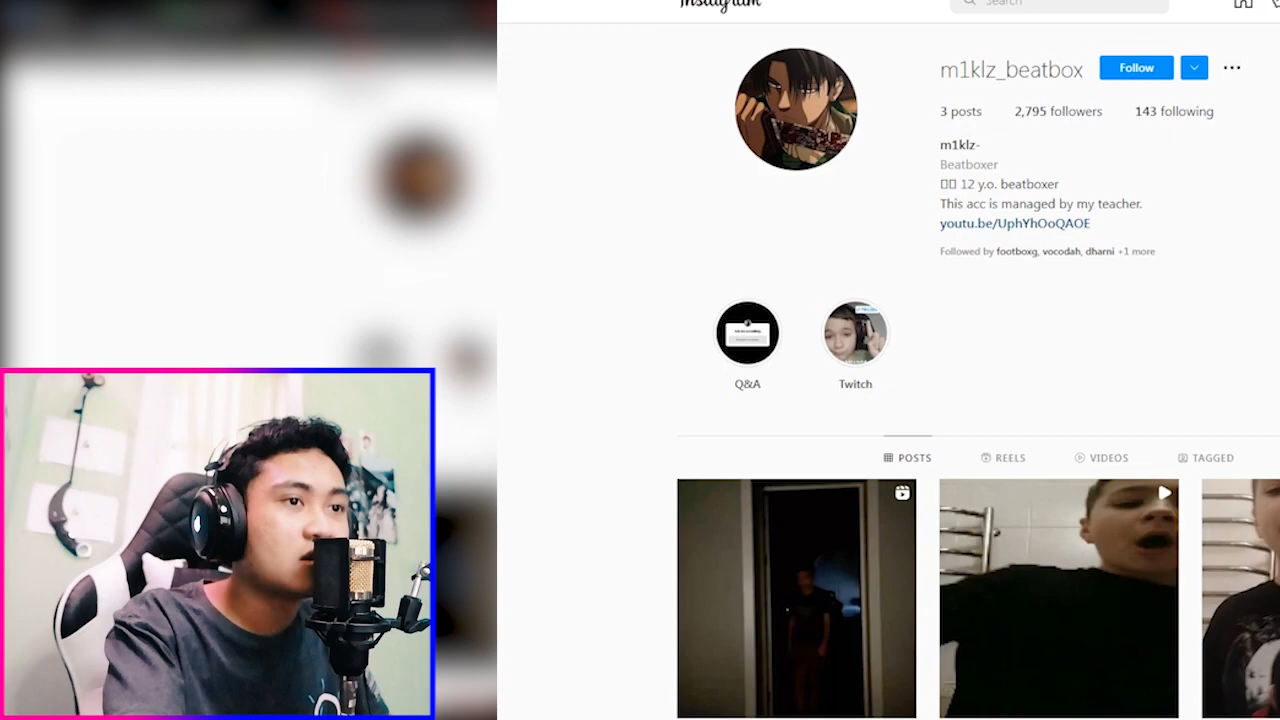 Instagram
Search
m1klz_beatbox
Follow
3 posts 2,795 followers 143 following
m1klz-
Beatboxer
12 y.o. beatboxer
This acc is managed by my teacher.
youtu.be/UphYhOoQAOE
Followed by footboxg, vocodah, dharni +1 more
Q&A
Twitch
POSTS
REELS
VIDEOS
TAGGED